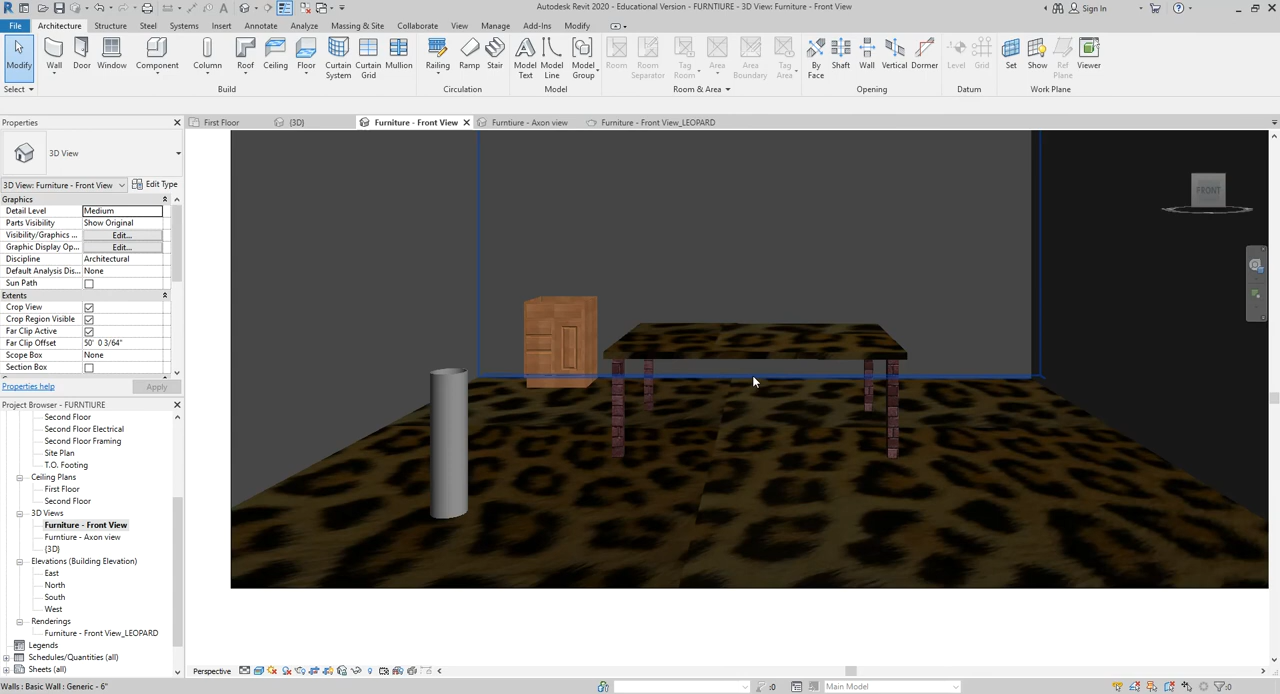 Autodesk Revit 2020 - Educational Version - FURNTIURE - 3D View: Furniture - Front View
Sign In
File Architecture Structure Steel Systems Insert Annotate Analyze Massing & Site Collaborate View Manage Add-Ins Modify
Modify Wall Door Window Component Column Roof Ceiling Floor Curtain System Curtain Grid Mullion Railing Ramp Stair Model Text Model Line Model Group Room Room Separator Tag Room Area Area Boundary Tag Area By Face Shaft Wall Vertical Dormer Level Grid Set Show Ref Plane Viewer
Select Build Circulation Model Room & Area Opening Datum Work Plane
Properties
First Floor {3D} Furniture - Front View Furntiure - Axon view Furniture - Front View_LEOPARD
3D View
3D View: Furniture - Front View Edit Type
Graphics
Detail Level Medium
Parts Visibility Show Original
Visibility/Graphics ... Edit...
Graphic Display Op... Edit...
Discipline Architectural
Default Analysis Dis... None
Sun Path
Extents
Crop View
Crop Region Visible
Far Clip Active
Far Clip Offset 50' 0 3/64"
Scope Box None
Section Box
Properties help Apply
FRONT
Project Browser - FURNTIURE
Second Floor
Second Floor Electrical
Second Floor Framing
Site Plan
T.O. Footing
Ceiling Plans
First Floor
Second Floor
3D Views
Furniture - Front View
Furntiure - Axon view
{3D}
Elevations (Building Elevation)
East
North
South
West
Renderings
Furniture - Front View_LEOPARD
Legends
Schedules/Quantities (all)
Sheets (all)
Perspective
Walls : Basic Wall : Generic - 6"
:0
Main Model
:0